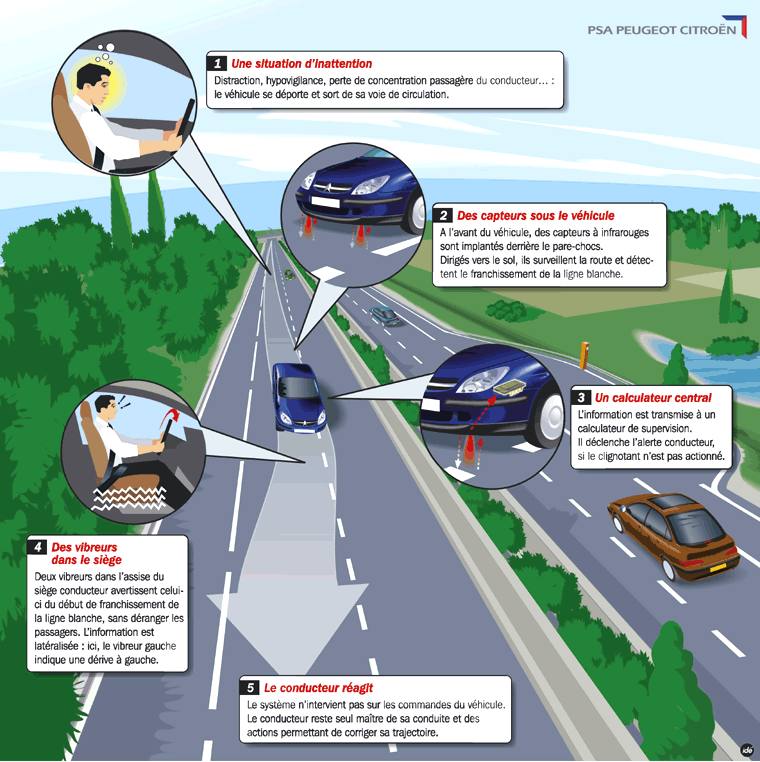 PSA PEUGEOT CITROËN
1 Une situation d'inattention
Distraction, hypovigilance, perte de concentration passagère du conducteur... :
le véhicule se déporte et sort de sa voie de circulation.
2 Des capteurs sous le véhicule
A l'avant du véhicule, des capteurs à infrarouges
sont implantés derrière le pare-chocs.
Dirigés vers le sol, ils surveillent la route et détec-
tent le franchissement de la ligne blanche.
3 Un calculateur central
L'information est transmise à un
calculateur de supervision.
Il déclenche l'alerte conducteur,
si le clignotant n'est pas actionné.
4 Des vibreurs
dans le siège
Deux vibreurs dans l'assise du
siège conducteur avertissent celui-
ci du début de franchissement de
la ligne blanche, sans déranger les
passagers. L'information est
latéralisée : ici, le vibreur gauche
indique une dérive à gauche.
5 Le conducteur réagit
Le système n'intervient pas sur les commandes du véhicule.
Le conducteur reste seul maître de sa conduite et des
actions permettant de corriger sa trajectoire.
idé